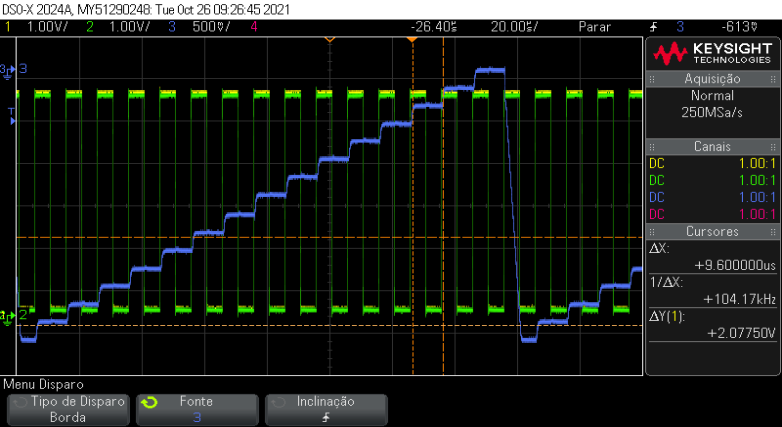 DSO-X 2024A, MY51290248: Tue Oct 26 09:26:45 2021
1 1.00V/ 2 1.00V/ 3 500♡/ 4 -26.40s 20.00s/ Parar 3 -613♡
KEYSIGHT
TECHNOLOGIES
Aquisição
Normal
250MSa/s
Canais
DC 1.00:1
DC 1.00:1
DC 1.00:1
DC 1.00:1
Cursores
ΔX:
+9.600000us
1/ΔX:
+104.17kHz
ΔY(1):
+2.07750V
3
T
2
Menu Disparo
Tipo de Disparo
Borda
Fonte
3
Inclinação